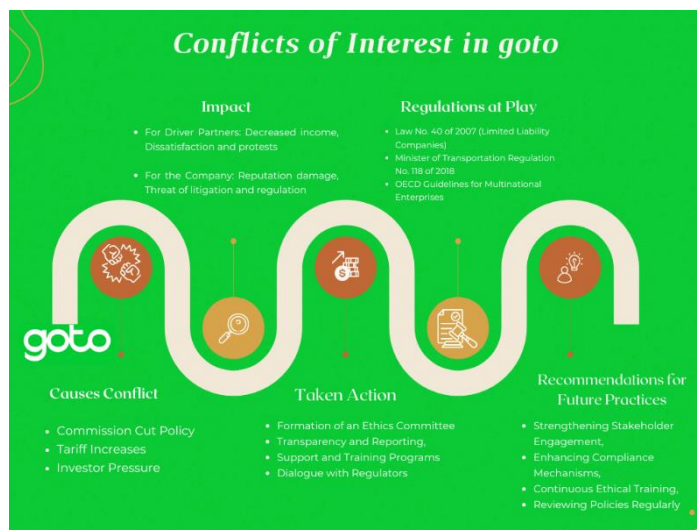 Conflicts of Interest in goto
Impact
• For Driver Partners: Decreased income,
Dissatisfaction and protests
• For the Company: Reputation damage,
Threat of litigation and regulation
Regulations at Play
• Law No. 40 of 2007 (Limited Liability
Companies)
• Minister of Transportation Regulation
No. 118 of 2018
• OECD Guidelines for Multinational
Enterprises
goto
Causes Conflict
• Commission Cut Policy
• Tariff Increases
• Investor Pressure
Taken Action
• Formation of an Ethics Committee
• Transparency and Reporting,
• Support and Training Programs
• Dialogue with Regulators
Recommendations for
Future Practices
• Strengthening Stakeholder
Engagement,
• Enhancing Compliance
Mechanisms,
• Continuous Ethical Training,
• Reviewing Policies Regularly